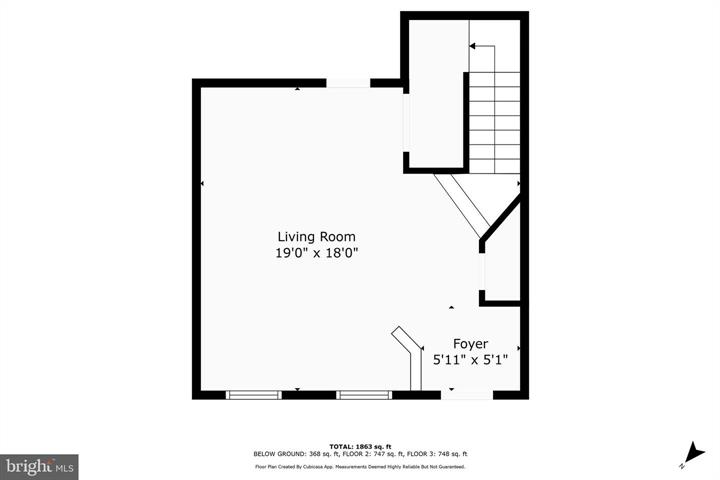 Living Room
19'0" x 18'0"
Foyer
5'11" x 5'1"
TOTAL: 1863 sq. ft
BELOW GROUND: 368 sq. ft, FLOOR 2: 747 sq. ft, FLOOR 3: 748 sq. ft
Floor Plan Created By Cubicasa App. Measurements Deemed Highly Reliable But Not Guaranteed.
bright MLS
N